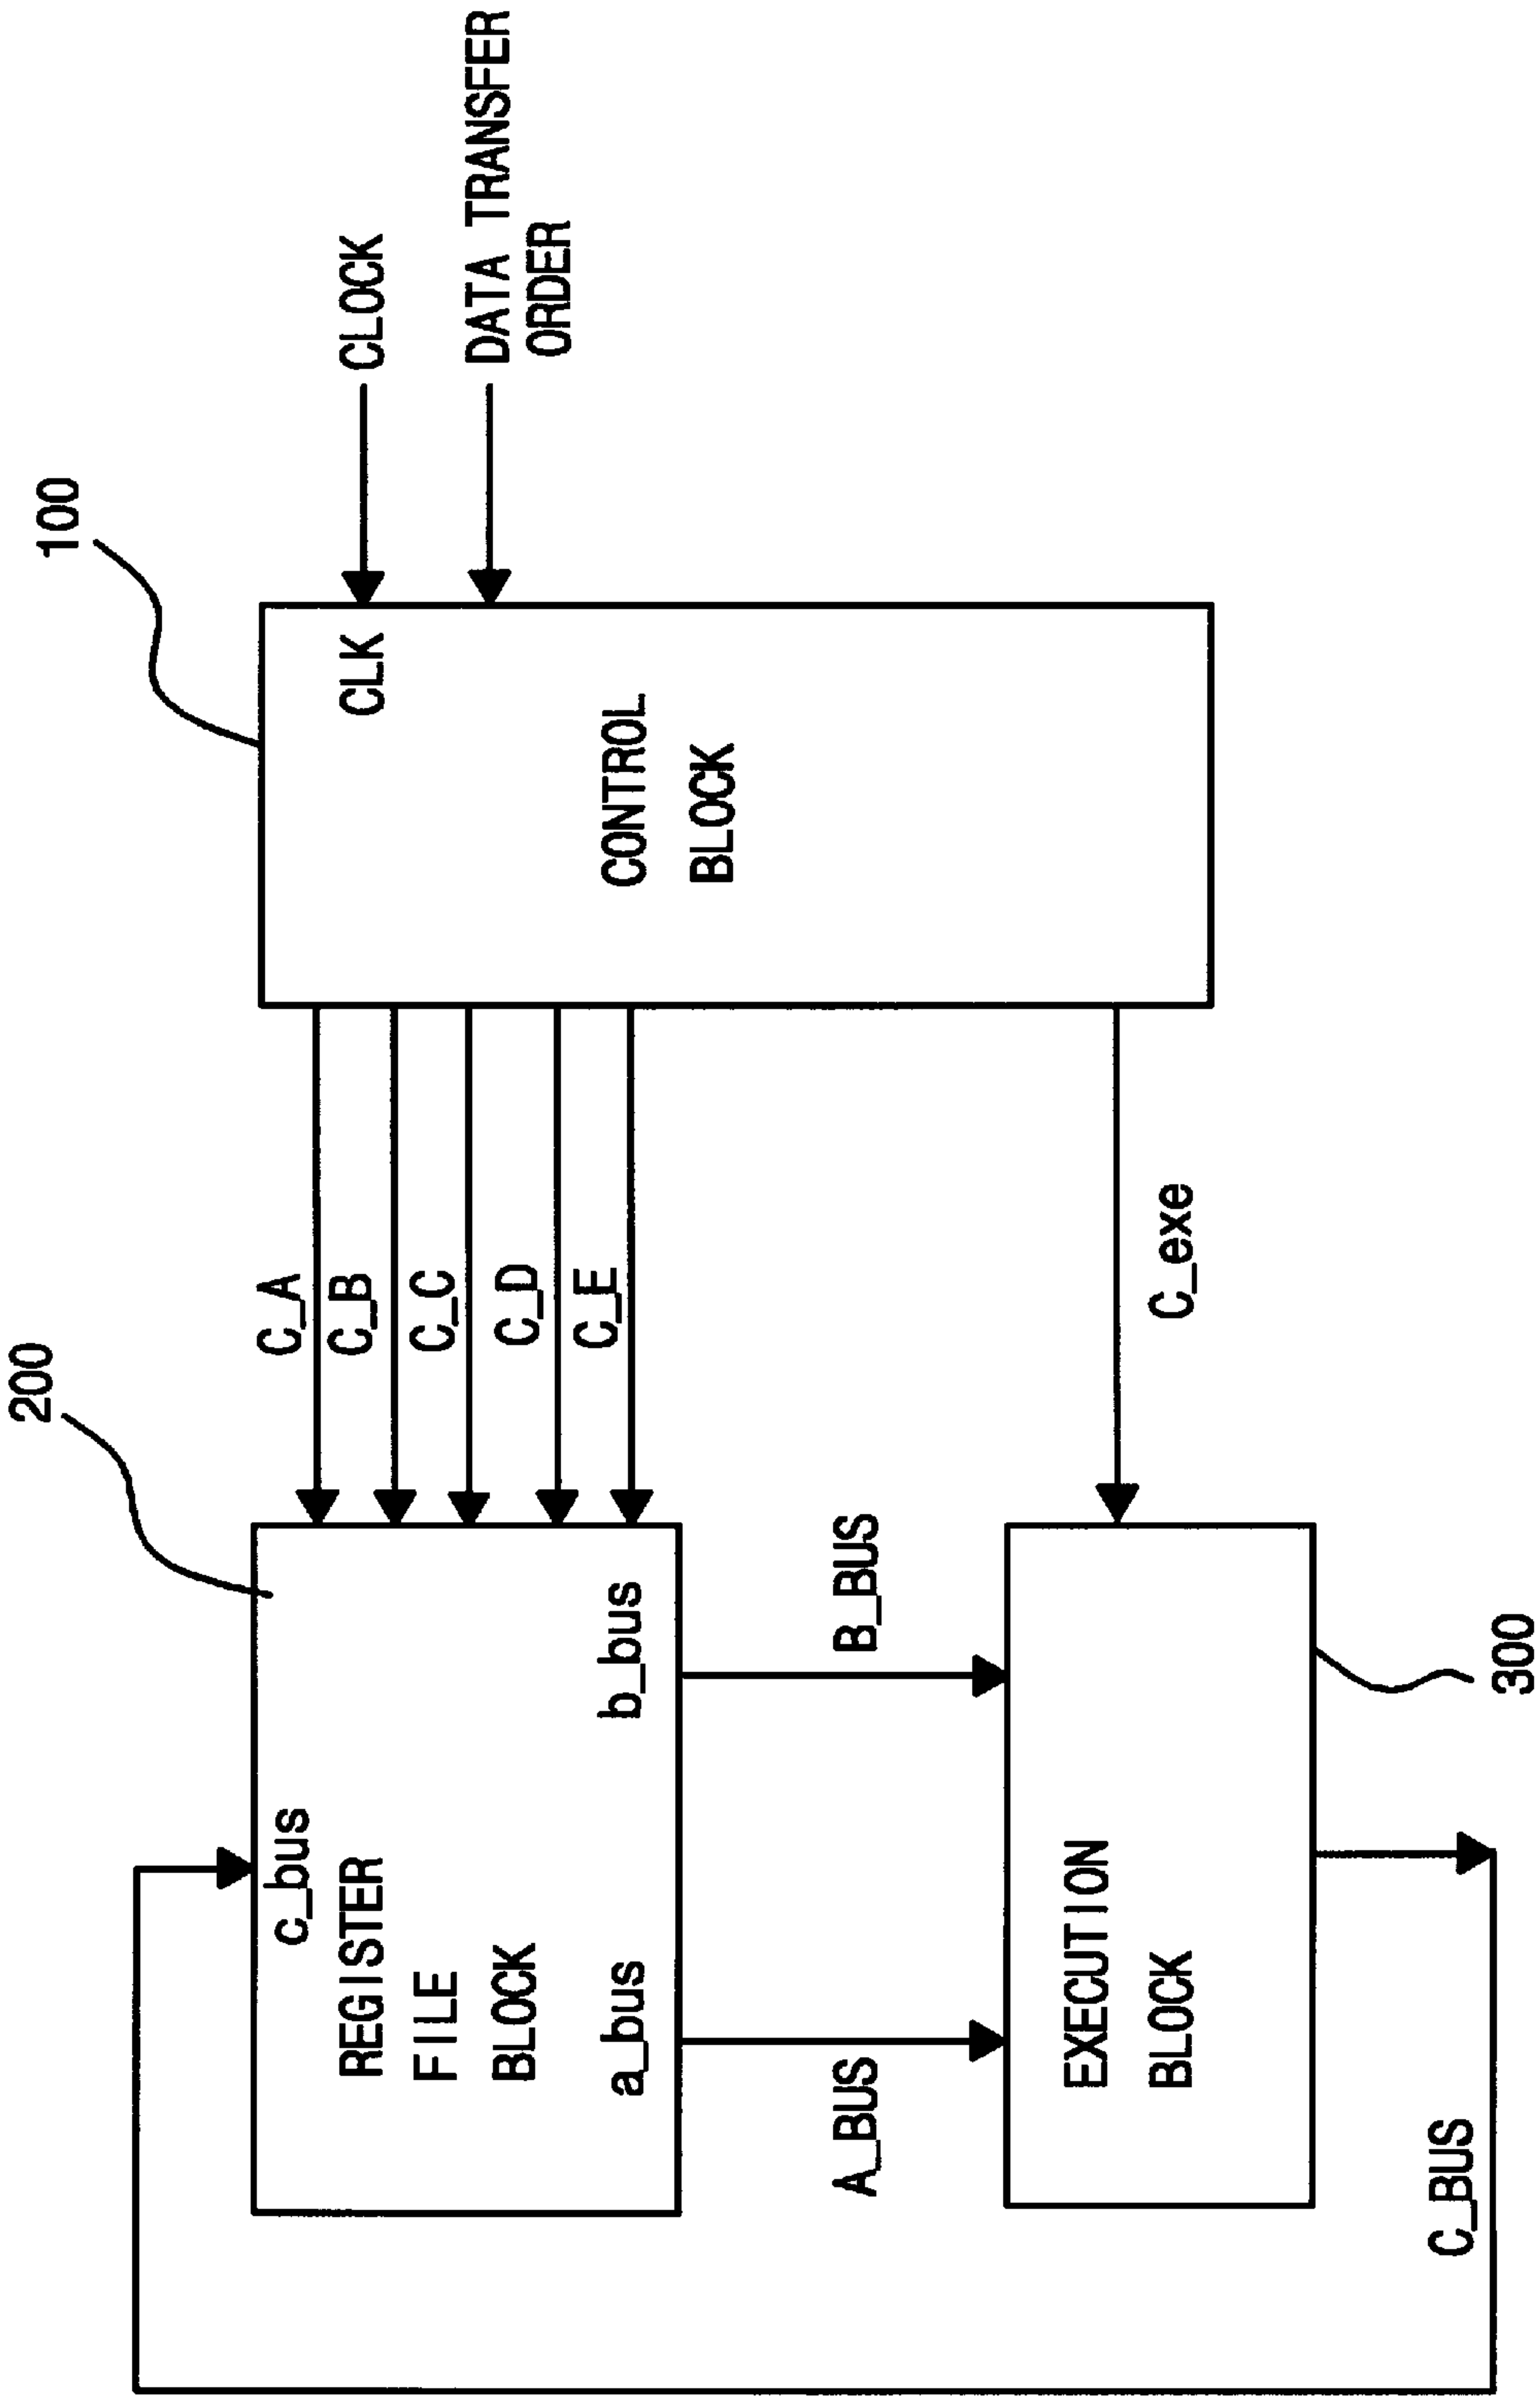 200
100
c_bus
REGISTER
FILE
BLOCK
a_bus
b_bus
C_A
C_B
C_C
C_D
C_E
CLK
CONTROL
BLOCK
CLOCK
DATA TRANSFER
ORDER
A_BUS
B_BUS
EXECUTION
BLOCK
C_exe
C_BUS
300